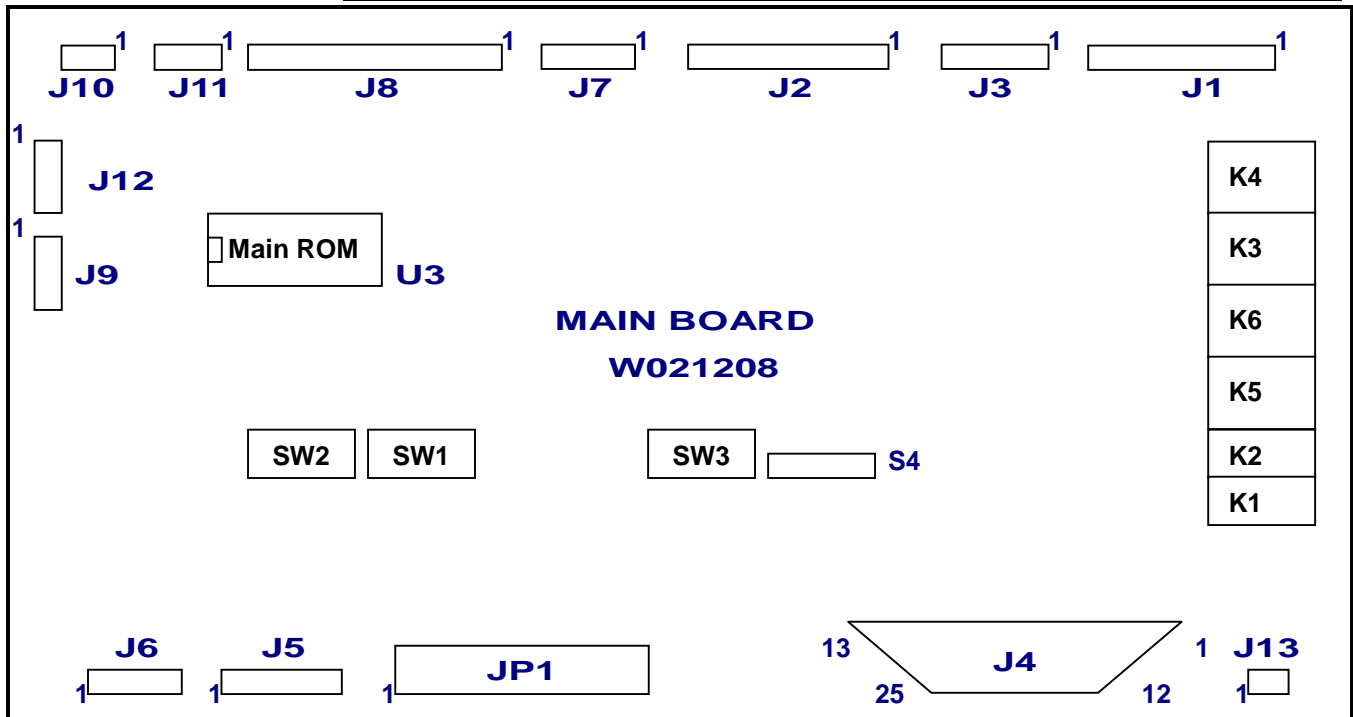 1 1 1 1 1 1 1
J10 J11 J8 J7 J2 J3 J1
1
J12
K4
1
J9
Main ROM
U3
K3
MAIN BOARD
K6
W021208
K5
SW2 SW1 SW3 S4 K2
K1
J6 J5 13 J4 1 J13
1 1 1 JP1 25 12 1